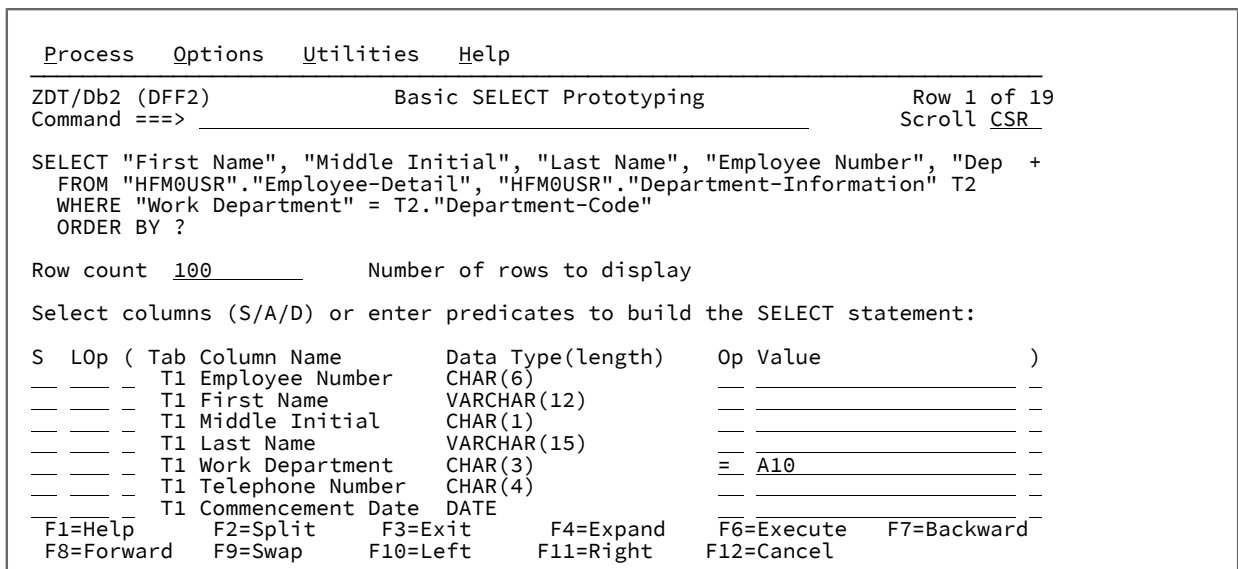 Process Options Utilities Help
ZDT/Db2 (DFF2) Basic SELECT Prototyping Row 1 of 19
Command ===> Scroll CSR
SELECT "First Name", "Middle Initial", "Last Name", "Employee Number", "Dep +
FROM "HFM0USR"."Employee-Detail", "HFM0USR"."Department-Information" T2
WHERE "Work Department" = T2."Department-Code"
ORDER BY ?
Row count 100 Number of rows to display
Select columns (S/A/D) or enter predicates to build the SELECT statement:
S LOp ( Tab Column Name Data Type(length) Op Value )
T1 Employee Number CHAR(6)
T1 First Name VARCHAR(12)
T1 Middle Initial CHAR(1)
T1 Last Name VARCHAR(15)
T1 Work Department CHAR(3) = A10
T1 Telephone Number CHAR(4)
T1 Commencement Date DATE
F1=Help F2=Split F3=Exit F4=Expand F6=Execute F7=Backward
F8=Forward F9=Swap F10=Left F11=Right F12=Cancel